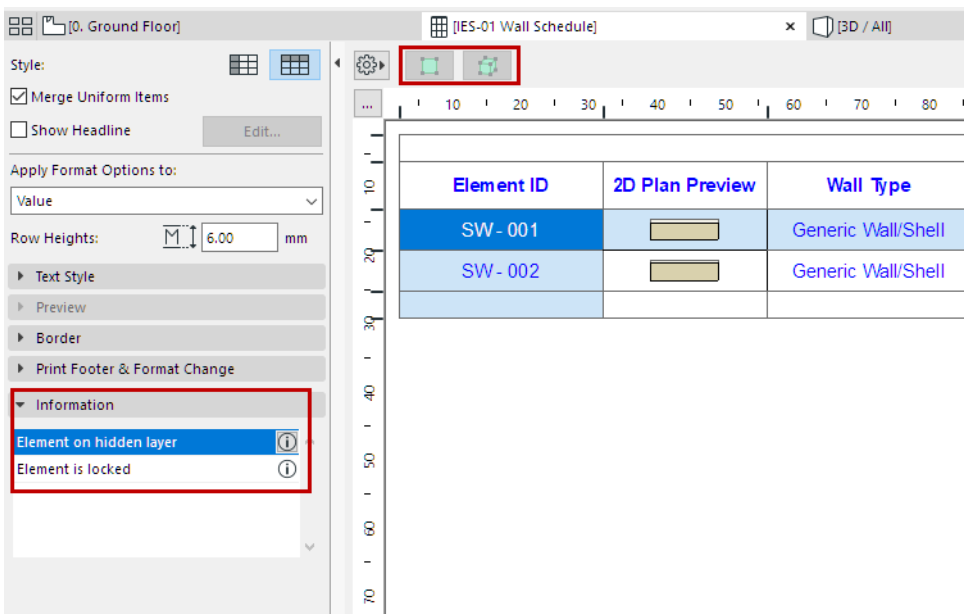 [0. Ground Floor]
[IES-01 Wall Schedule]
×
[3D / All]
Style:
Merge Uniform Items
Show Headline
Edit...
Apply Format Options to:
Value
Row Heights:
M
6.00
mm
Text Style
Preview
Border
Print Footer & Format Change
Information
Element on hidden layer
Element is locked
...
10 20 30 40 50 60 70 80
10
20
30
40
50
60
70
Element ID 2D Plan Preview Wall Type
SW - 001 Generic Wall/Shell
SW - 002 Generic Wall/Shell